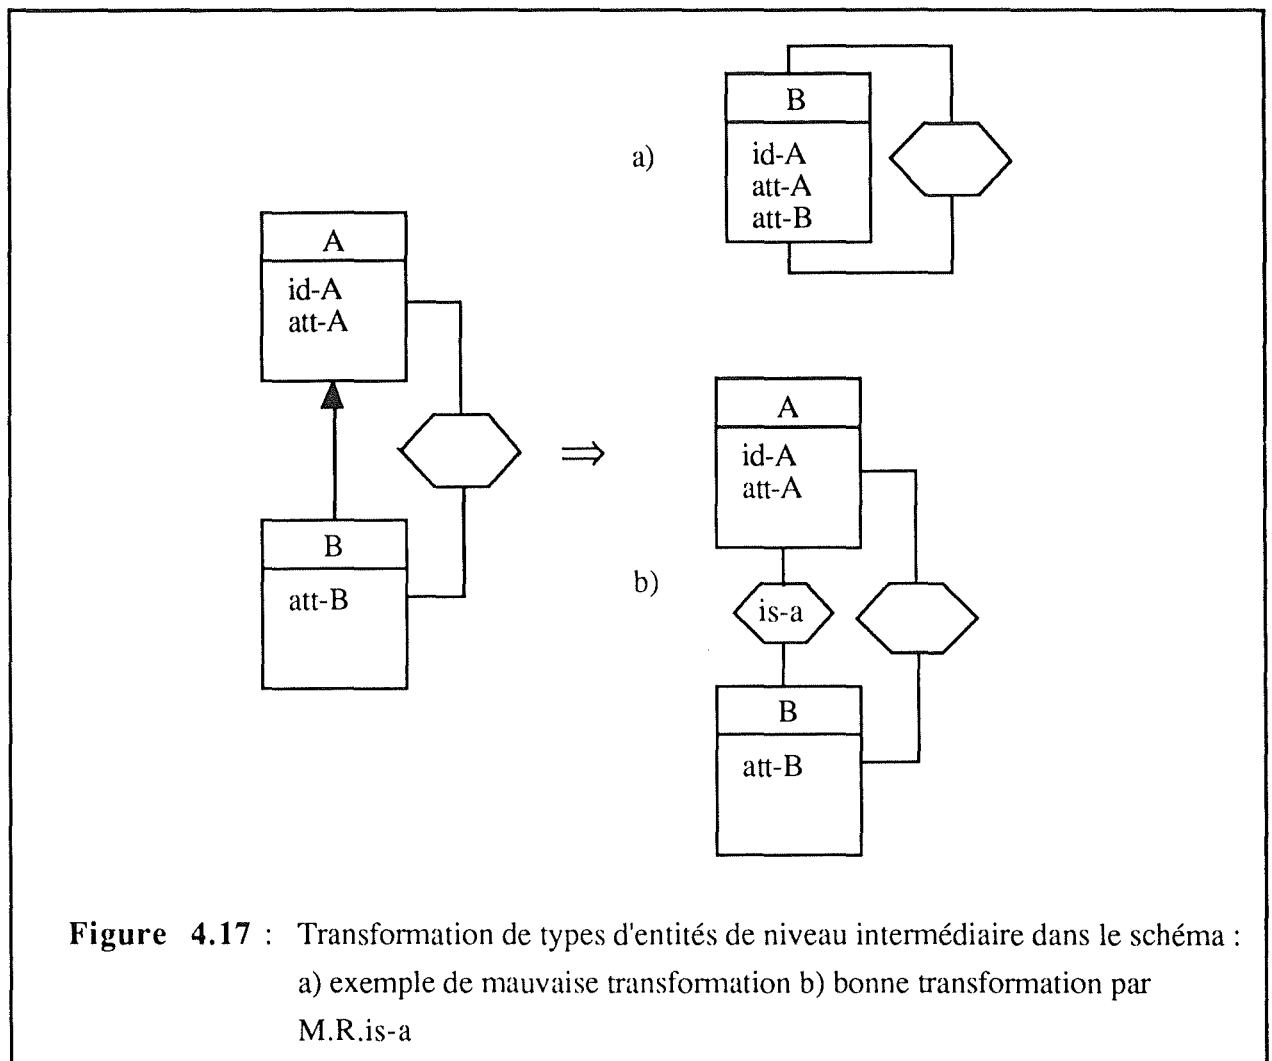 A
id-A
att-A
B
att-B
⇒
a)
B
id-A
att-A
att-B
b)
A
id-A
att-A
is-a
B
att-B
Figure 4.17 : Transformation de types d'entités de niveau intermédiaire dans le schéma :
a) exemple de mauvaise transformation b) bonne transformation par
M.R.is-a